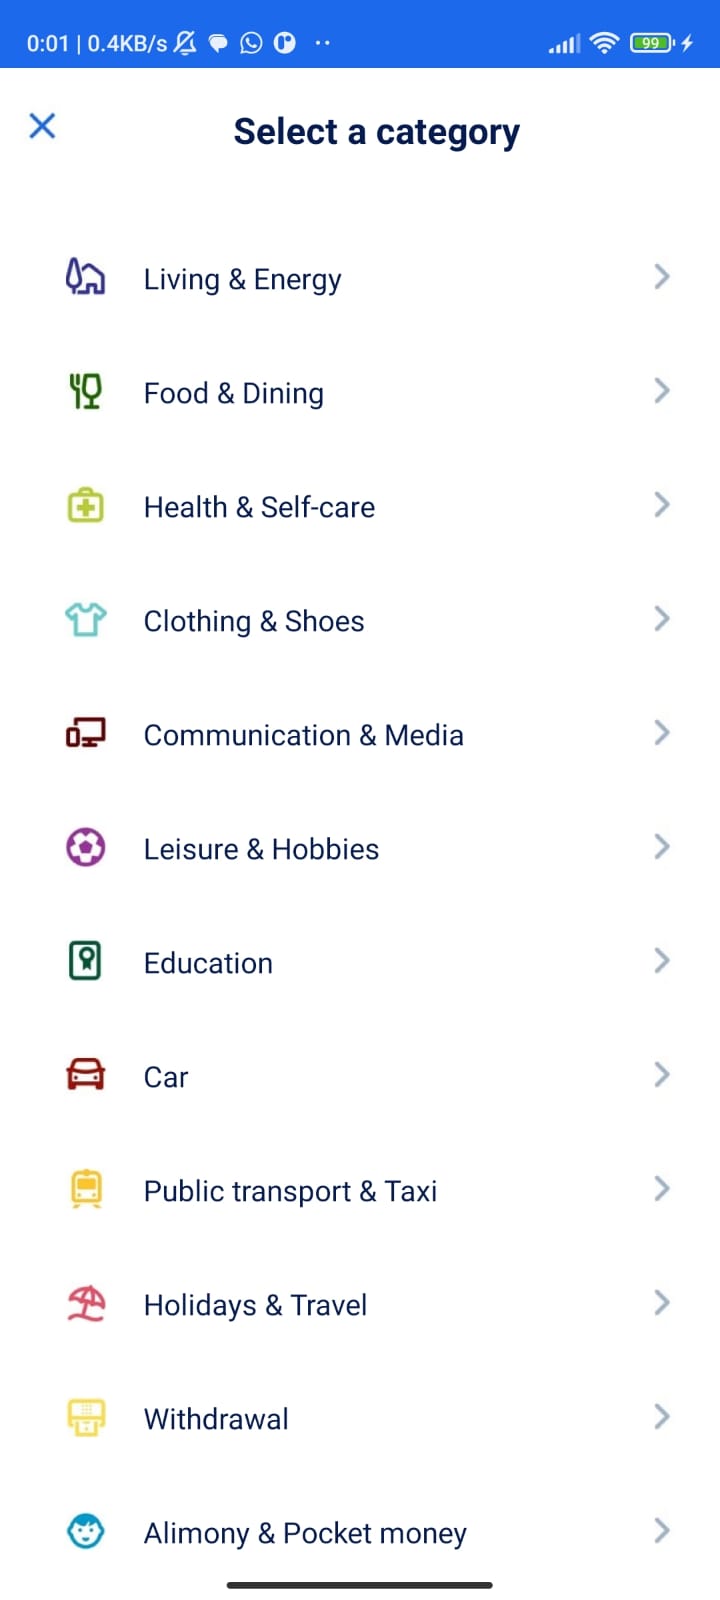 0:01 | 0.4KB/s 99
Select a category
Living & Energy
Food & Dining
Health & Self-care
Clothing & Shoes
Communication & Media
Leisure & Hobbies
Education
Car
Public transport & Taxi
Holidays & Travel
Withdrawal
Alimony & Pocket money